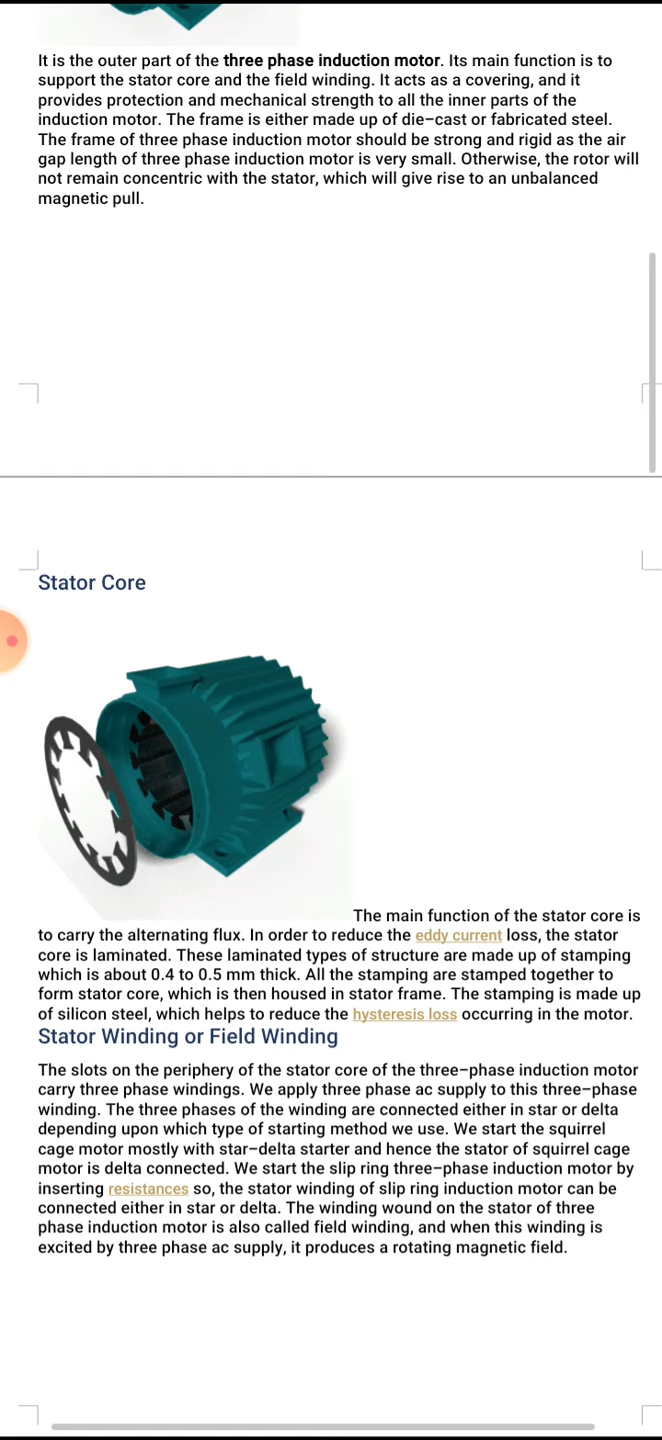 It is the outer part of the three phase induction motor. Its main function is to
support the stator core and the field winding. It acts as a covering, and it
provides protection and mechanical strength to all the inner parts of the
induction motor. The frame is either made up of die-cast or fabricated steel.
The frame of three phase induction motor should be strong and rigid as the air
gap length of three phase induction motor is very small. Otherwise, the rotor will
not remain concentric with the stator, which will give rise to an unbalanced
magnetic pull.
Stator Core
The main function of the stator core is
to carry the alternating flux. In order to reduce the eddy current loss, the stator
core is laminated. These laminated types of structure are made up of stamping
which is about 0.4 to 0.5 mm thick. All the stamping are stamped together to
form stator core, which is then housed in stator frame. The stamping is made up
of silicon steel, which helps to reduce the hysteresis loss occurring in the motor.
Stator Winding or Field Winding
The slots on the periphery of the stator core of the three-phase induction motor
carry three phase windings. We apply three phase ac supply to this three-phase
winding. The three phases of the winding are connected either in star or delta
depending upon which type of starting method we use. We start the squirrel
cage motor mostly with star-delta starter and hence the stator of squirrel cage
motor is delta connected. We start the slip ring three-phase induction motor by
inserting resistances so, the stator winding of slip ring induction motor can be
connected either in star or delta. The winding wound on the stator of three
phase induction motor is also called field winding, and when this winding is
excited by three phase ac supply, it produces a rotating magnetic field.